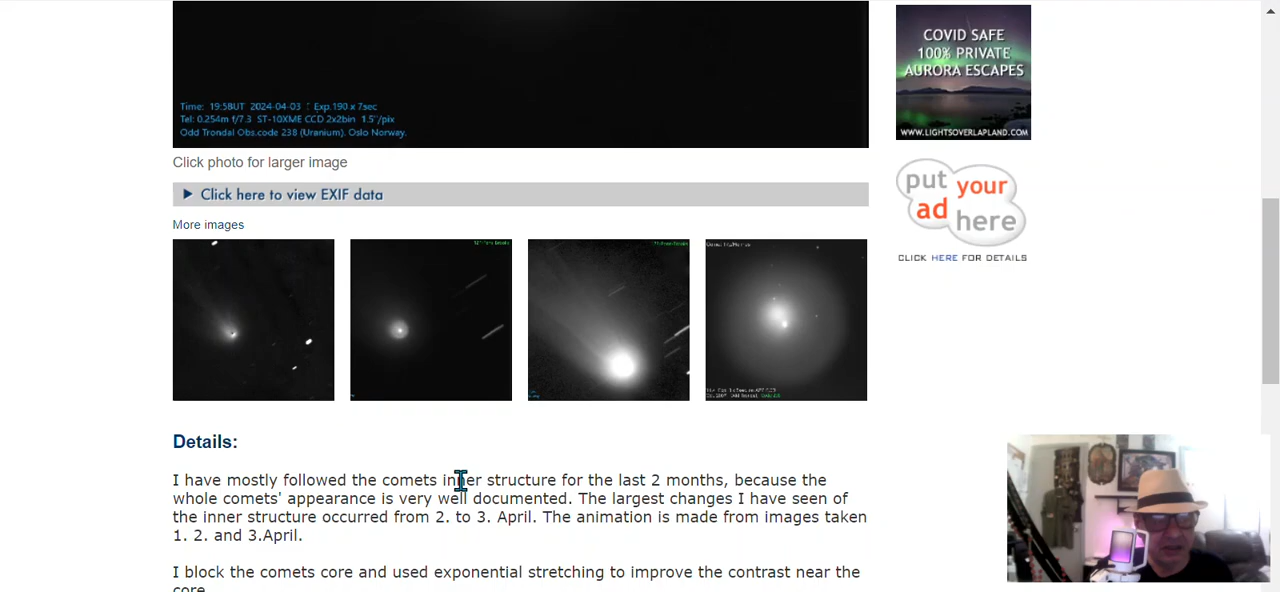 Time: 19:58UT 2024-04-03 : Exp.190 x 7sec
Tel: 0.254m f/7.3 ST-10XME CCD 2x2bin 1.5"/pix
Odd Trondal Obs.code 238 (Uranium). Oslo Norway.
Click photo for larger image
Click here to view EXIF data
More images
Details:
I have mostly followed the comets inner structure for the last 2 months, because the
whole comets' appearance is very well documented. The largest changes I have seen of
the inner structure occurred from 2. to 3. April. The animation is made from images taken
1. 2. and 3.April.
I block the comets core and used exponential stretching to improve the contrast near the
core.
COVID SAFE
100% PRIVATE
AURORA ESCAPES
WWW.LIGHTSOVERLAPLAND.COM
put your
ad here
CLICK HERE FOR DETAILS